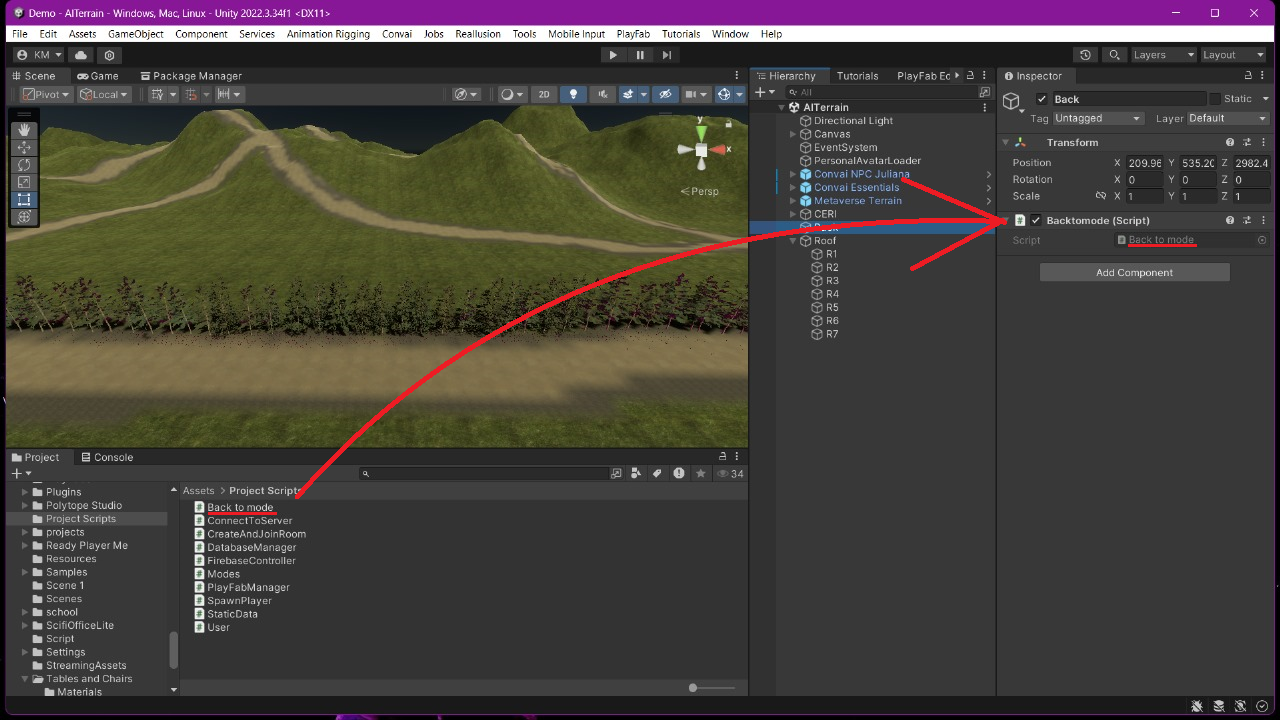 Demo - AITerrain - Windows, Mac, Linux - Unity 2022.3.34f1 <DX11>
File Edit Assets GameObject Component Services Animation Rigging Convai Jobs Reallusion Tools Mobile Input PlayFab Tutorials Window Help
KM Layers Layout
Scene Game Package Manager
Pivot Local 2D
y
x
Persp
Hierarchy Tutorials PlayFab Ed
All
AITerrain
Directional Light
Canvas
EventSystem
PersonalAvatarLoader
Convai NPC Juliana
Convai Essentials
Metaverse Terrain
CERI
Back
Roof
R1
R2
R3
R4
R5
R6
R7
Inspector
Back Static
Tag Untagged Layer Default
Transform
Position X 209.96 Y 535.20 Z 2982.4
Rotation X 0 Y 0 Z 0
Scale X 1 Y 1 Z 1
# Backtomode (Script)
Script # Back to mode
Add Component
Project Console
34
Plugins
Polytope Studio
Project Scripts
projects
Ready Player Me
Resources
Samples
Scene 1
Scenes
school
ScifiOfficeLite
Script
Settings
StreamingAssets
Tables and Chairs
Materials
Assets > Project Scripts
# Back to mode
# ConnectToServer
# CreateAndJoinRoom
# DatabaseManager
# FirebaseController
# Modes
# PlayFabManager
# SpawnPlayer
# StaticData
# User